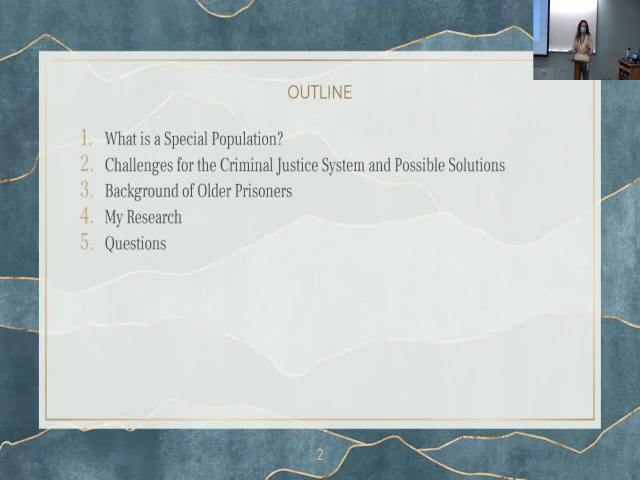 OUTLINE
1. What is a Special Population?
2. Challenges for the Criminal Justice System and Possible Solutions
3. Background of Older Prisoners
4. My Research
5. Questions
2